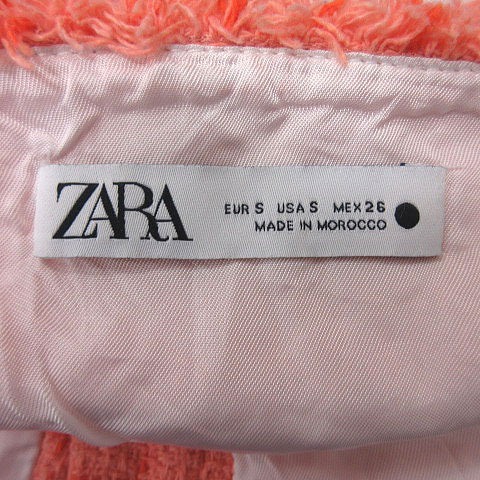 ZARA
EUR S USA S MEX 26
MADE IN MOROCCO